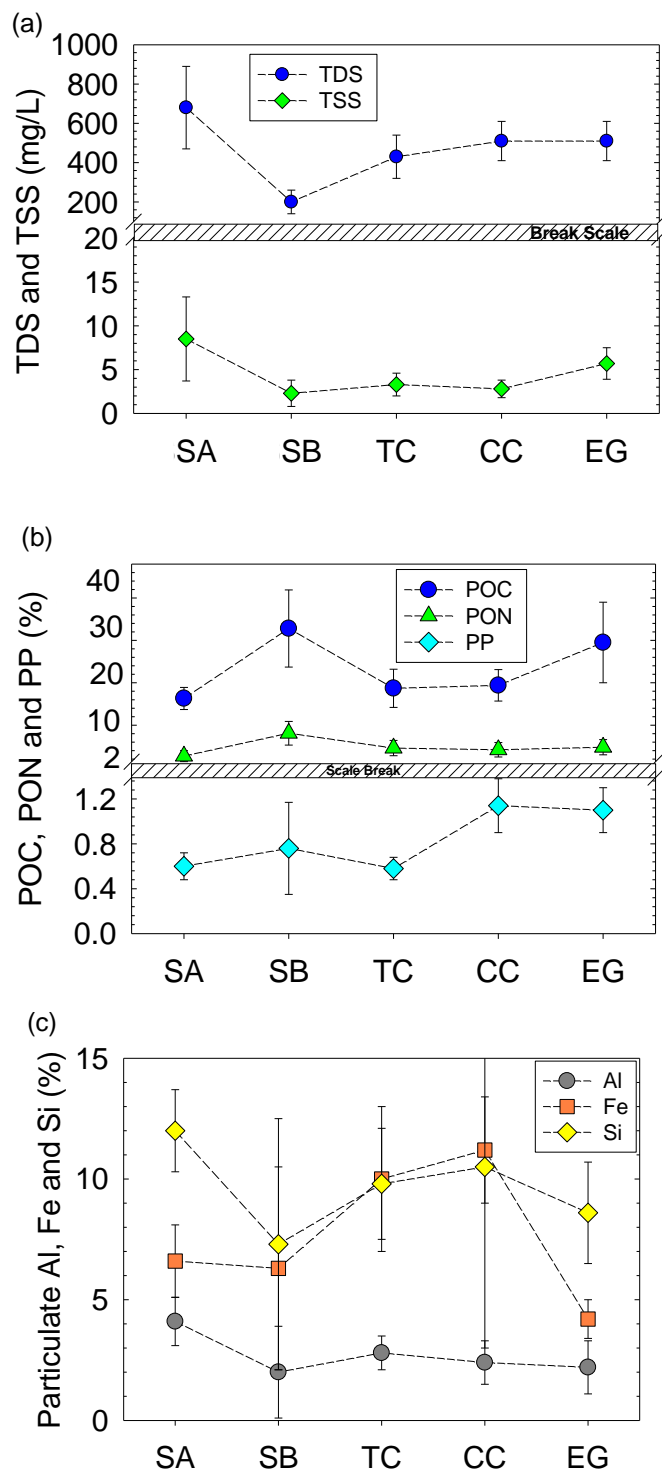 (a)
TDS and TSS (mg/L)
1000
800
600
400
200
TDS
TSS
Break Scale
20
15
10
5
0
SA
SB
TC
CC
EG
(b)
POC, PON and PP (%)
40
30
20
10
2
POC
PON
PP
Scale Break
1.2
0.8
0.4
0.0
SA
SB
TC
CC
EG
(c)
Particulate Al, Fe and Si (%)
15
10
5
0
Al
Fe
Si
SA
SB
TC
CC
EG